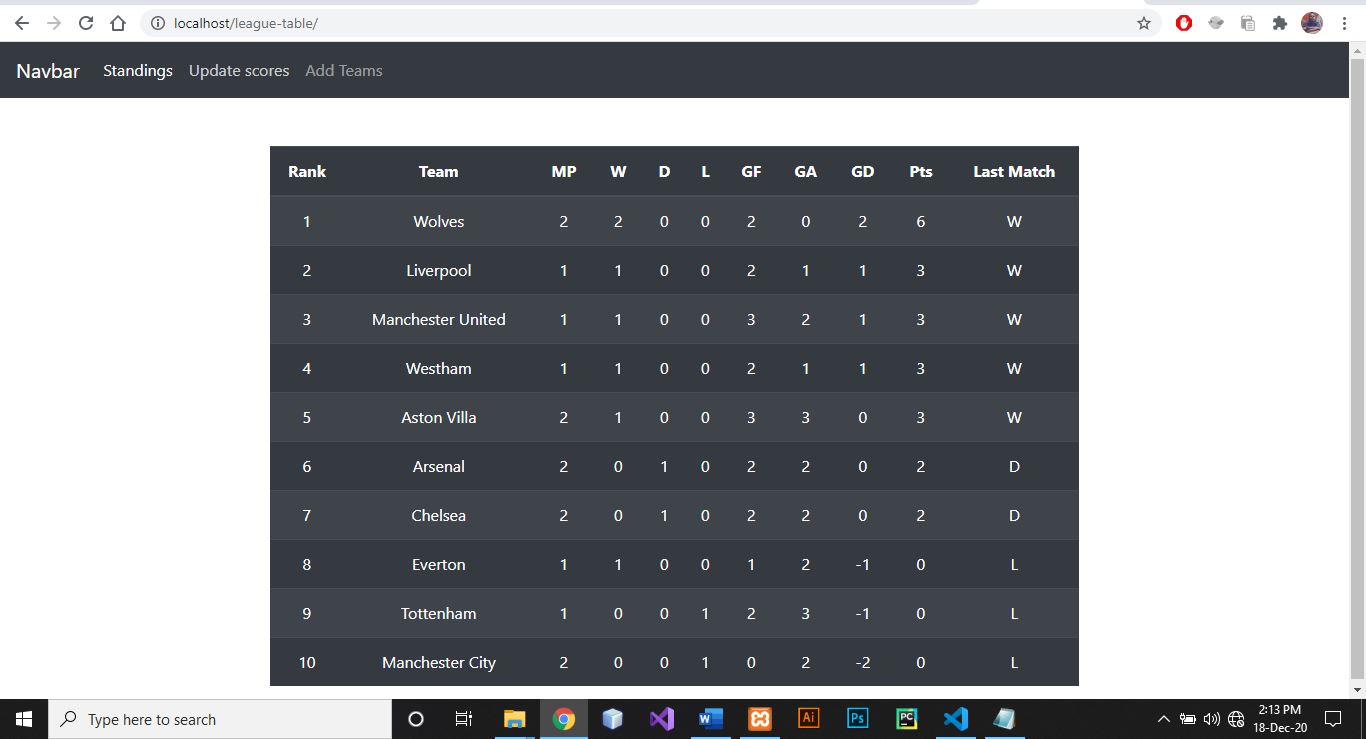 localhost/league-table/
Navbar Standings Update scores Add Teams
Rank Team MP W D L GF GA GD Pts Last Match
1 Wolves 2 2 0 0 2 0 2 6 W
2 Liverpool 1 1 0 0 2 1 1 3 W
3 Manchester United 1 1 0 0 3 2 1 3 W
4 Westham 1 1 0 0 2 1 1 3 W
5 Aston Villa 2 1 0 0 3 3 0 3 W
6 Arsenal 2 0 1 0 2 2 0 2 D
7 Chelsea 2 0 1 0 2 2 0 2 D
8 Everton 1 1 0 0 1 2 -1 0 L
9 Tottenham 1 0 0 1 2 3 -1 0 L
10 Manchester City 2 0 0 1 0 2 -2 0 L
Type here to search
W
Ai
Ps
PC
2:13 PM
18-Dec-20